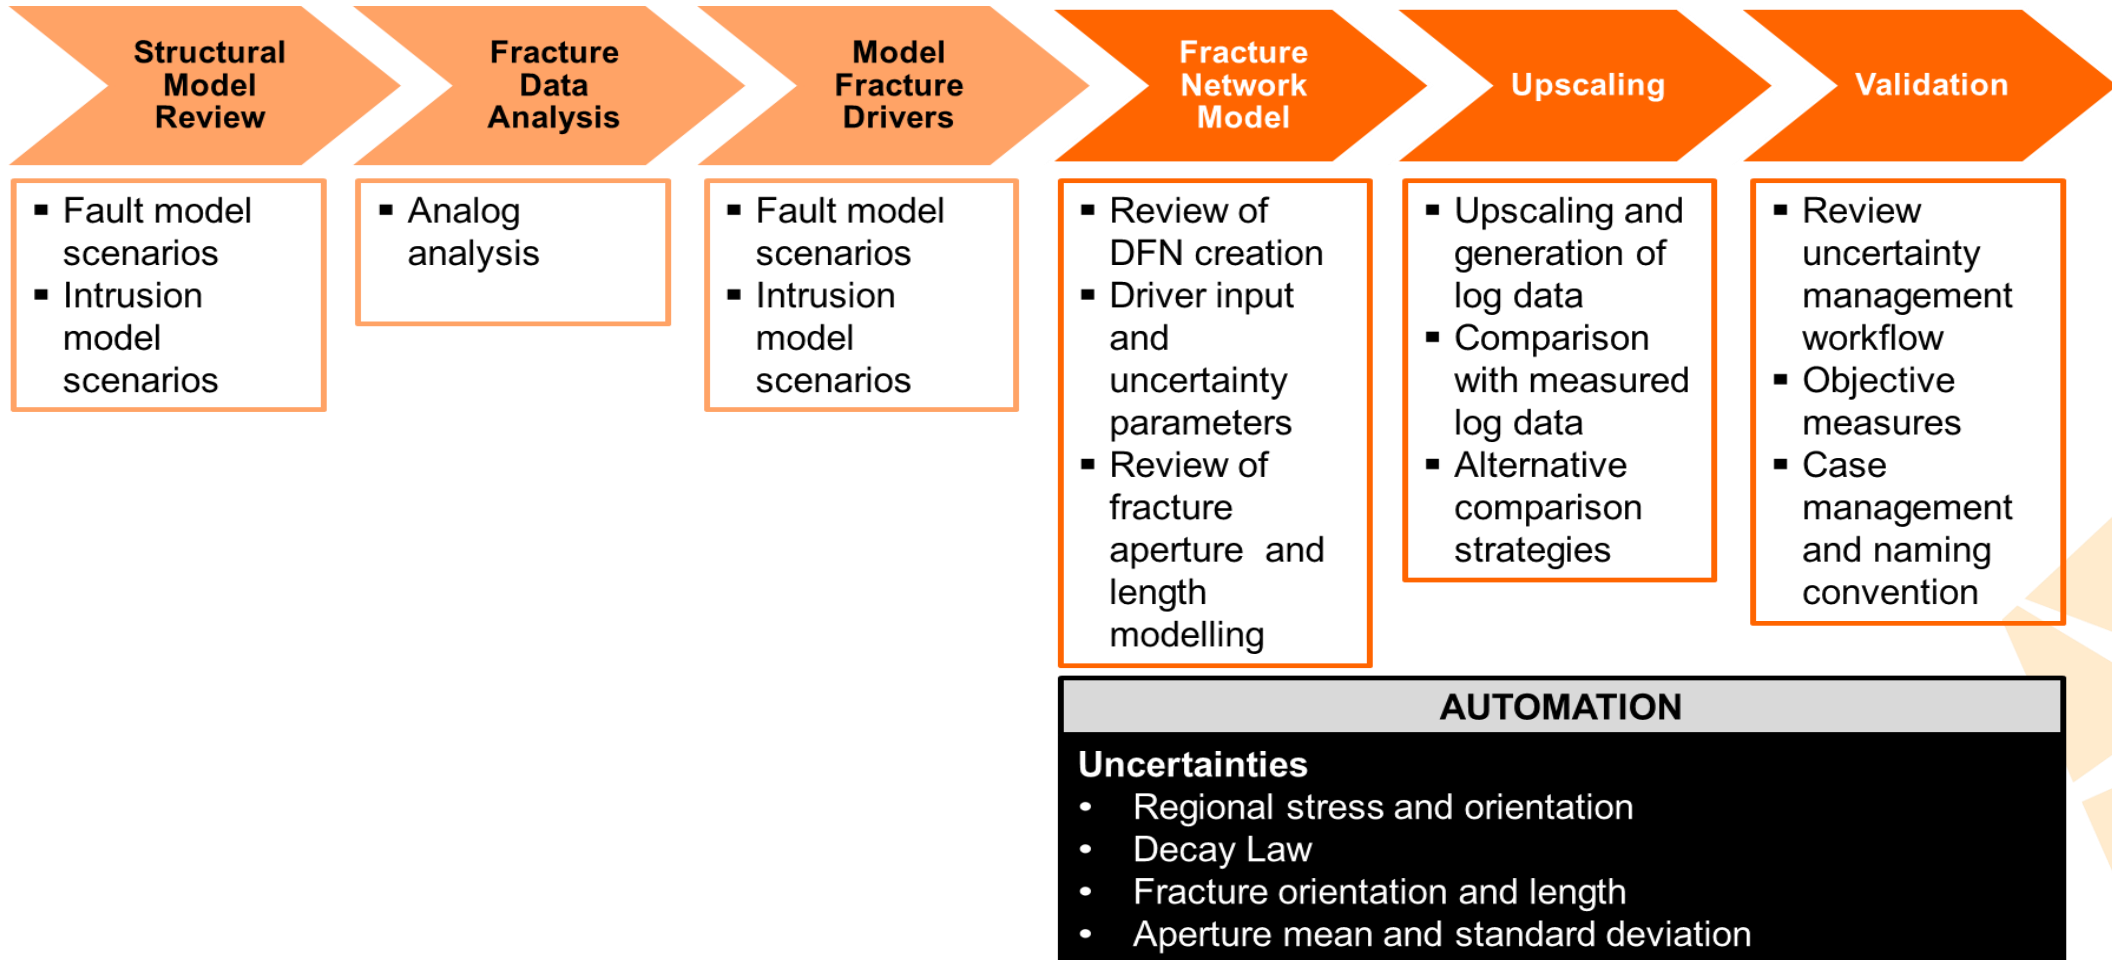 Structural
Model
Review
Fracture
Data
Analysis
Model
Fracture
Drivers
Fracture
Network
Model
Upscaling
Validation
▪ Fault model
scenarios
▪ Intrusion
model
scenarios
▪ Analog
analysis
▪ Fault model
scenarios
▪ Intrusion
model
scenarios
▪ Review of
DFN creation
▪ Driver input
and
uncertainty
parameters
▪ Review of
fracture
aperture and
length
modelling
▪ Upscaling and
generation of
log data
▪ Comparison
with measured
log data
▪ Alternative
comparison
strategies
▪ Review
uncertainty
management
workflow
▪ Objective
measures
▪ Case
management
and naming
convention
AUTOMATION
Uncertainties
• Regional stress and orientation
• Decay Law
• Fracture orientation and length
• Aperture mean and standard deviation